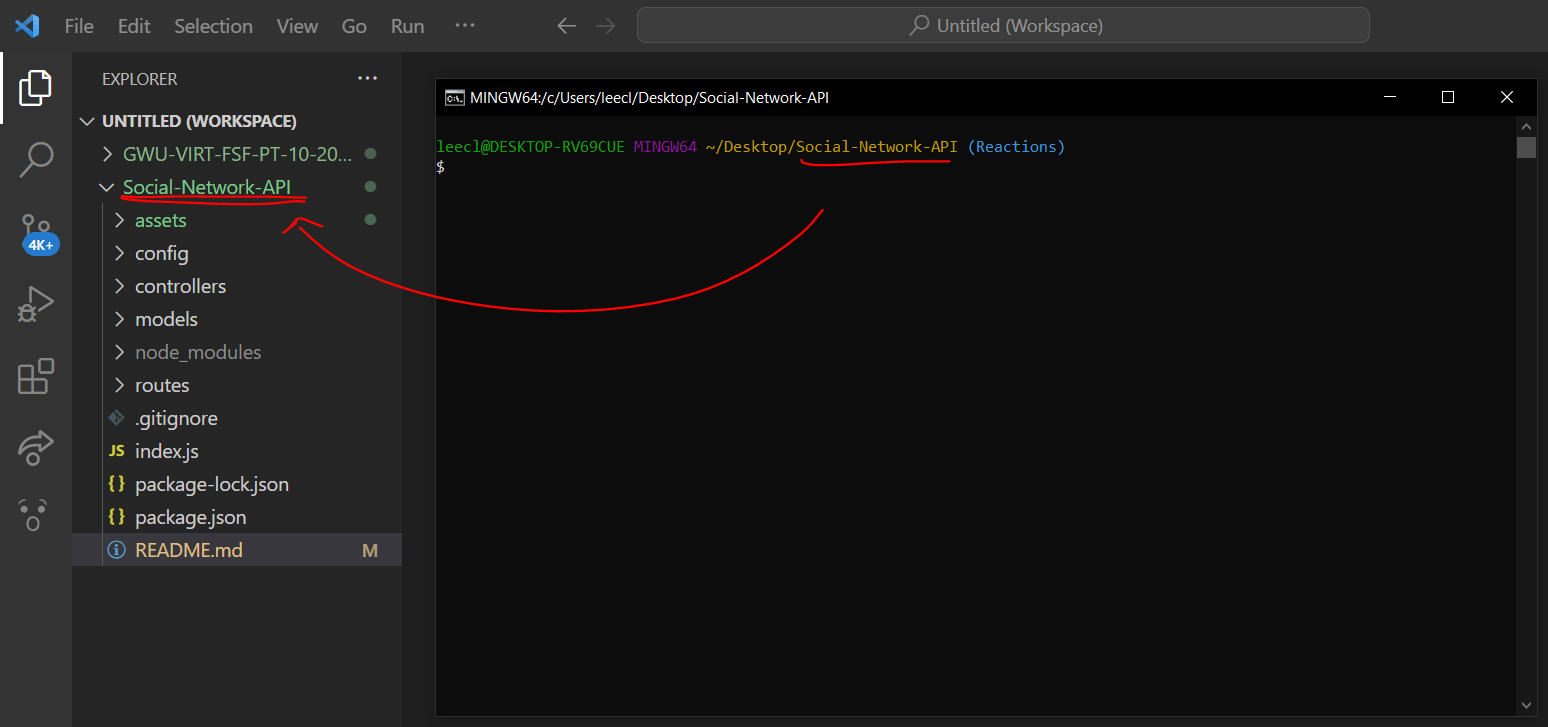 File Edit Selection View Go Run ···
Untitled (Workspace)
EXPLORER ···
UNTITLED (WORKSPACE)
GWU-VIRT-FSF-PT-10-20...
Social-Network-API
assets
config
controllers
models
node_modules
routes
.gitignore
JS index.js
{} package-lock.json
{} package.json
README.md M
4K+
MINGW64:/c/Users/leecl/Desktop/Social-Network-API
leecl@DESKTOP-RV69CUE MINGW64 ~/Desktop/Social-Network-API (Reactions)
$